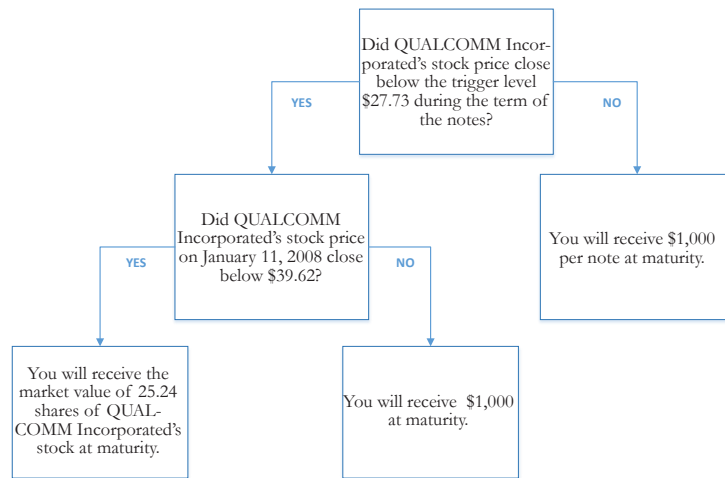 Did QUALCOMM Incor-
porated's stock price close
below the trigger level
$27.73 during the term of
the notes?
YES
NO
Did QUALCOMM
Incorporated's stock price
on January 11, 2008 close
below $39.62?
You will receive $1,000
per note at maturity.
YES
NO
You will receive the
market value of 25.24
shares of QUAL-
COMM Incorporated's
stock at maturity.
You will receive $1,000
at maturity.